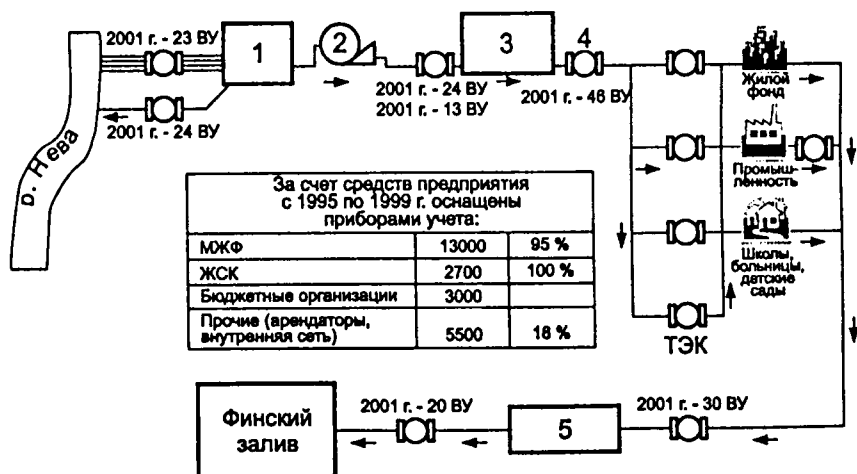 2001 г. - 23 ВУ
1
2
3
4
2001 г. - 24 ВУ
2001 г. - 24 ВУ
2001 г. - 13 ВУ
2001 г. - 46 ВУ
Жилой
фонд
р. Нева
Промыш-
ленность
За счет средств предприятия
с 1995 по 1999 г. оснащены
приборами учета:
МЖФ 13000 95 %
ЖСК 2700 100 %
Бюджетные организации 3000
Прочие (арендаторы,
внутренняя сеть) 5500 16 %
Школы,
больницы,
детские
сады
ТЭК
Финский
залив
2001 г. - 20 ВУ
5
2001 г. - 30 ВУ